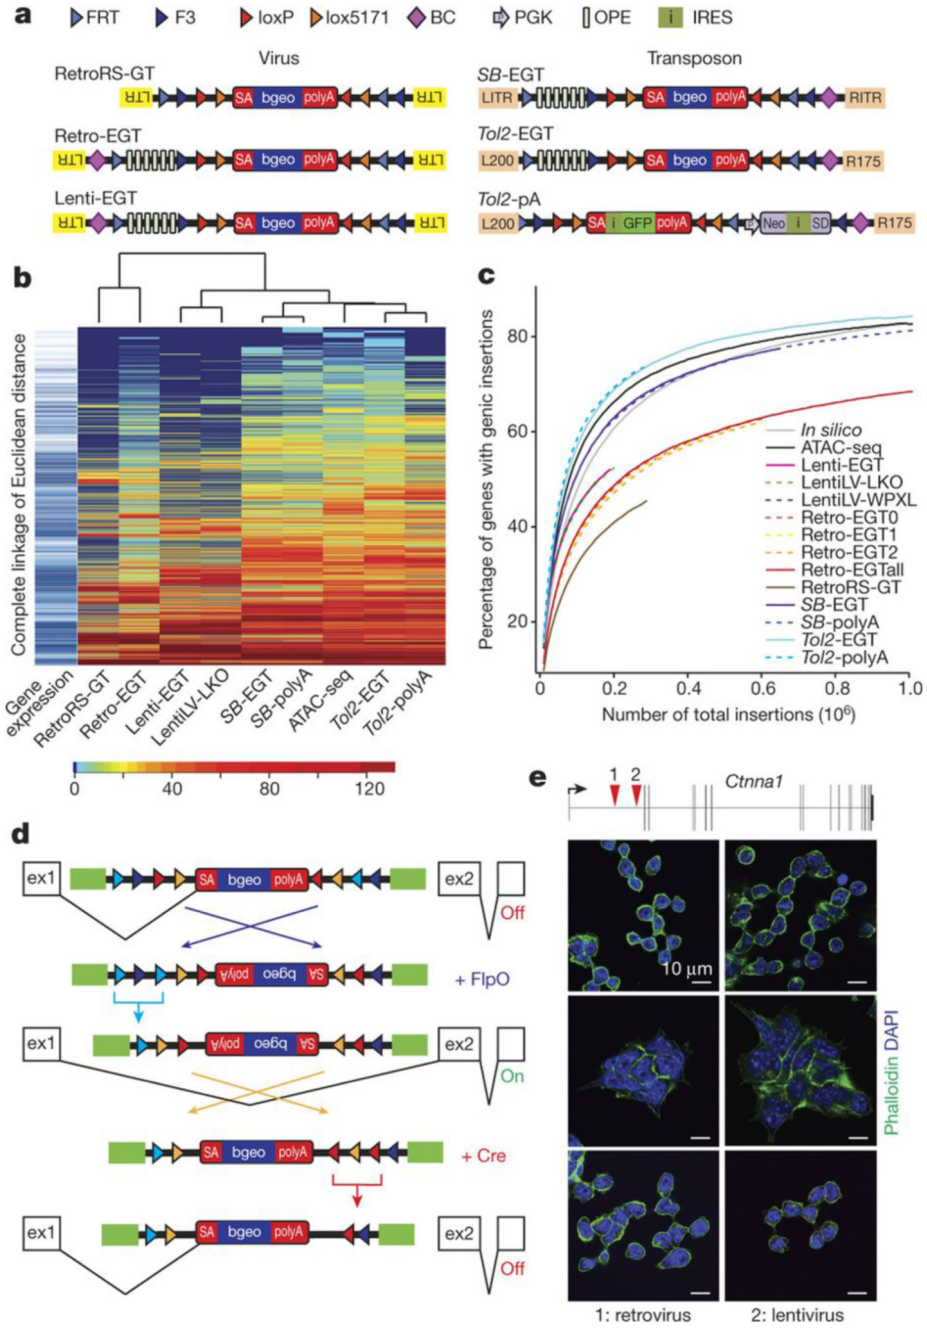 a FRT F3 loxP lox5171 BC PGK OPE i IRES
Virus
Transposon
RetroRS-GT
LTR SA bgeo polyA LTR
Retro-EGT
LTR SA bgeo polyA LTR
Lenti-EGT
LTR SA bgeo polyA LTR
SB-EGT
LITR SA bgeo polyA RITR
Tol2-EGT
L200 SA bgeo polyA R175
Tol2-pA
L200 SA i GFP polyA P Neo i SD R175
b
Complete linkage of Euclidean distance
Gene expression
RetroRS-GT
Retro-EGT
Lenti-EGT
LentiLV-LKO
SB-EGT
SB-polyA
ATAC-seq
Tol2-EGT
Tol2-polyA
0 40 80 120
c
Percentage of genes with genic insertions
80
60
40
20
0 0.2 0.4 0.6 0.8 1.0
Number of total insertions (10⁶)
In silico
ATAC-seq
Lenti-EGT
LentiLV-LKO
LentiLV-WPXL
Retro-EGT0
Retro-EGT1
Retro-EGT2
Retro-EGTall
RetroRS-GT
SB-EGT
SB-polyA
Tol2-EGT
Tol2-polyA
d
ex1 SA bgeo polyA ex2
Off
polyA bgeo SA + FlpO
ex1 polyA bgeo SA ex2
On
SA bgeo polyA + Cre
ex1 SA bgeo polyA ex2
Off
e
1 2 Ctnna1
10 μm
Phalloidin DAPI
1: retrovirus 2: lentivirus